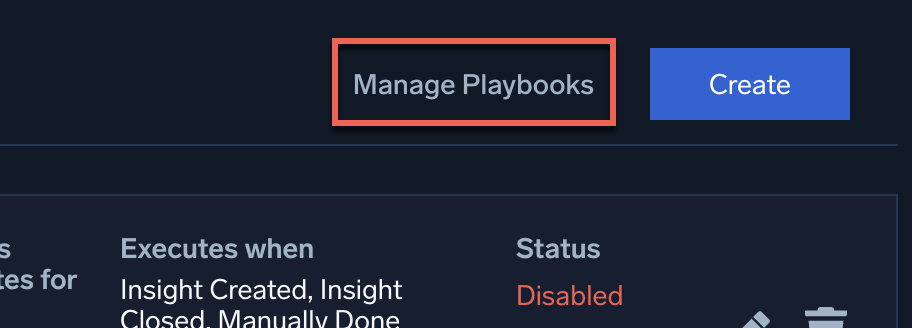 Manage Playbooks
Create
s
tes for
Executes when
Insight Created, Insight
Closed, Manually Done
Status
Disabled